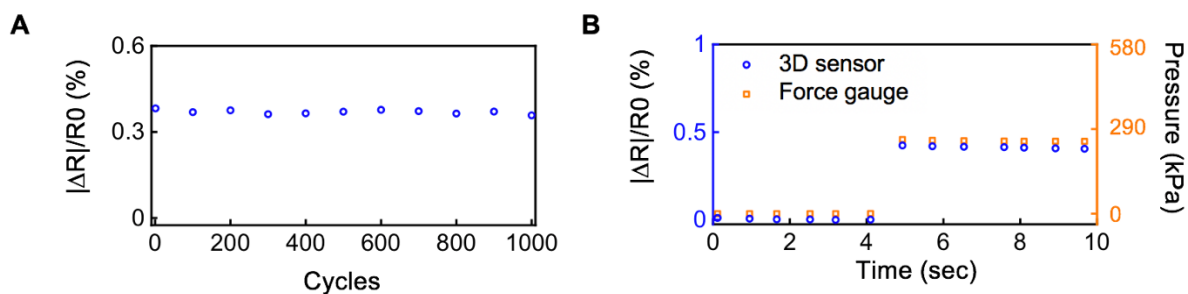 A
0.6
0.3
0
|ΔR|/R0 (%)
0 200 400 600 800 1000
Cycles
B
1
0.5
0
|ΔR|/R0 (%)
3D sensor
Force gauge
580
290
0
Pressure (kPa)
0 2 4 6 8 10
Time (sec)